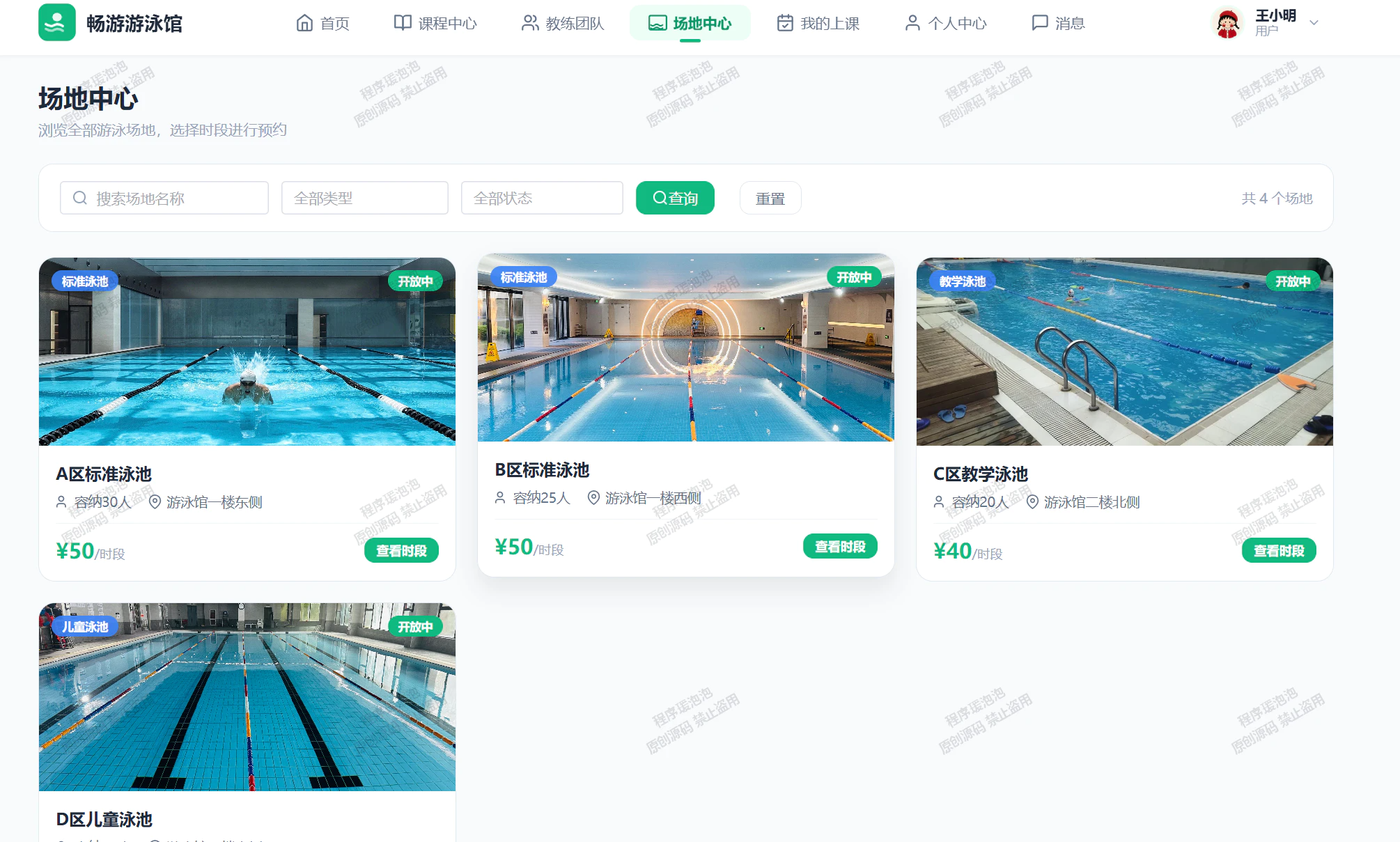 畅游游泳馆
首页
课程中心
教练团队
场地中心
我的上课
个人中心
消息
王小明
用户
场地中心
浏览全部游泳场地，选择时段进行预约
搜索场地名称
全部类型
全部状态
查询
重置
共 4 个场地
标准泳池
开放中
标准泳池
开放中
教学泳池
开放中
A区标准泳池
容纳30人
游泳馆一楼东侧
¥50/时段
查看时段
B区标准泳池
容纳25人
游泳馆一楼西侧
¥50/时段
查看时段
C区教学泳池
容纳20人
游泳馆二楼北侧
¥40/时段
查看时段
儿童泳池
开放中
D区儿童泳池
程序瑶泡泡
原创源码 禁止盗用